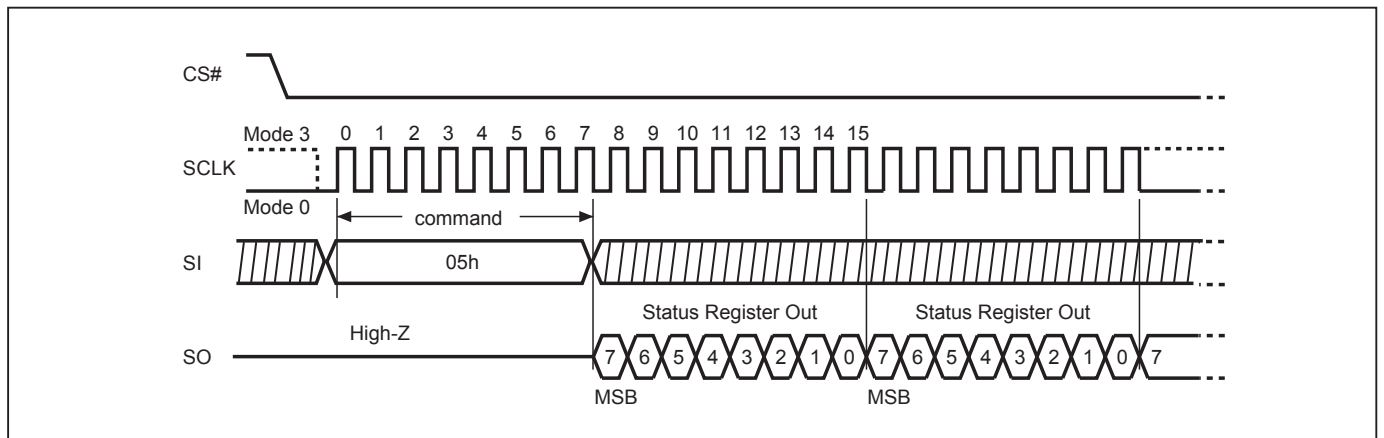 CS#
Mode 3 0 1 2 3 4 5 6 7 8 9 10 11 12 13 14 15
SCLK
Mode 0
command
SI 05h
Status Register Out Status Register Out
High-Z
SO 7 6 5 4 3 2 1 0 7 6 5 4 3 2 1 0 7
MSB MSB